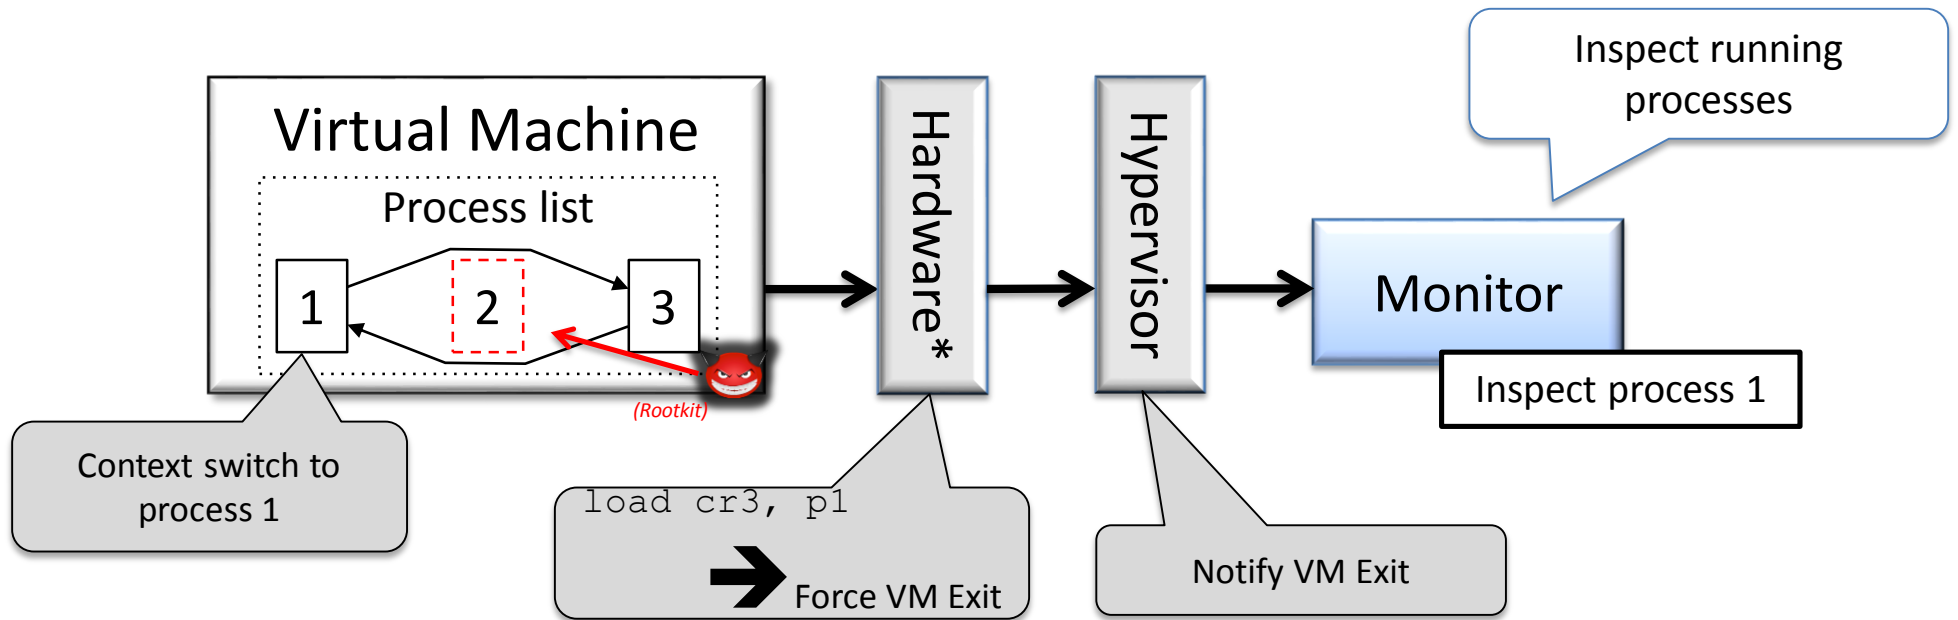 Inspect running
processes
Virtual Machine
Process list
1
2
3
(Rootkit)
Hardware*
Hypervisor
Monitor
Inspect process 1
Context switch to
process 1
load cr3, p1
Force VM Exit
Notify VM Exit